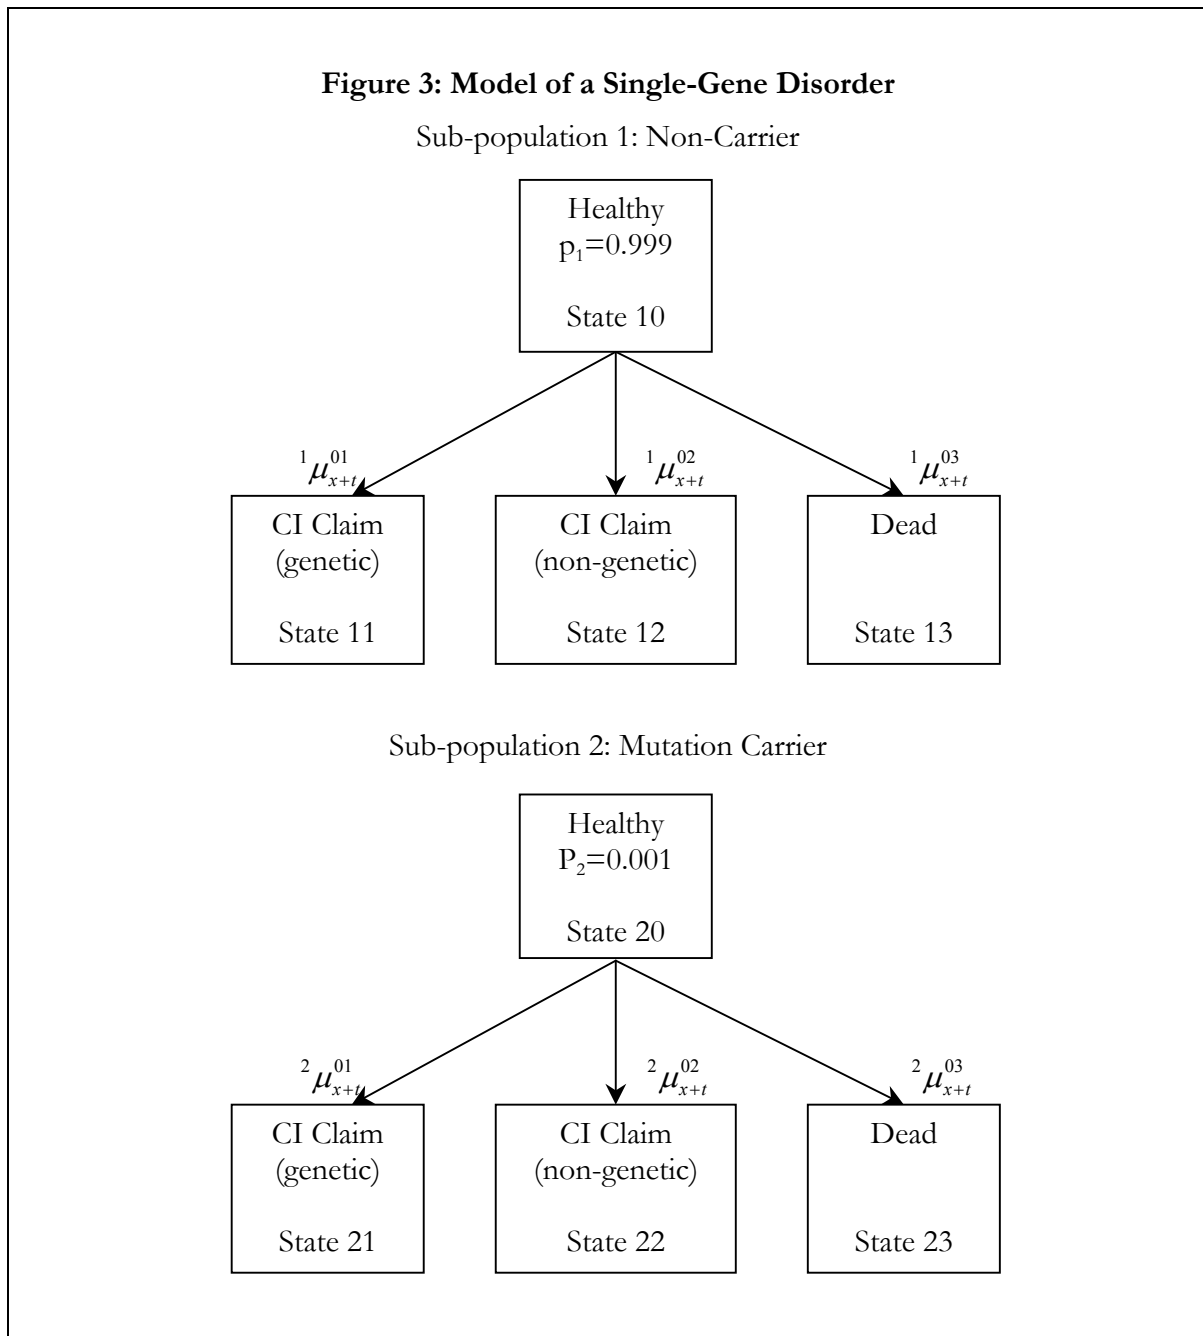 Figure 3: Model of a Single-Gene Disorder
Sub-population 1: Non-Carrier
Healthy
p₁=0.999
State 10
¹μ⁰¹ₓ₊ₜ ¹μ⁰²ₓ₊ₜ ¹μ⁰³ₓ₊ₜ
CI Claim CI Claim Dead
(genetic) (non-genetic)
State 11 State 12 State 13
Sub-population 2: Mutation Carrier
Healthy
P₂=0.001
State 20
²μ⁰¹ₓ₊ₜ ²μ⁰²ₓ₊ₜ ²μ⁰³ₓ₊ₜ
CI Claim CI Claim Dead
(genetic) (non-genetic)
State 21 State 22 State 23